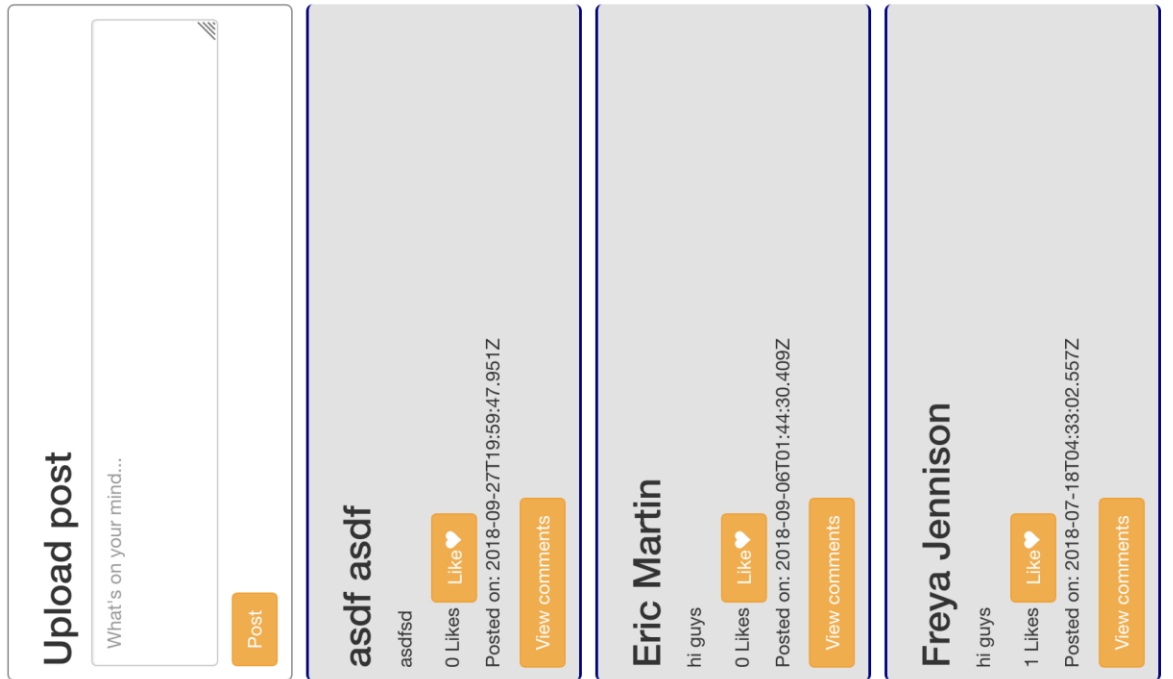 Upload post
What's on your mind...
Post
asdf asdf
asdfsd
0 Likes Like
Posted on: 2018-09-27T19:59:47.951Z
View comments
Eric Martin
hi guys
0 Likes Like
Posted on: 2018-09-06T01:44:30.409Z
View comments
Freya Jennison
hi guys
1 Likes Like
Posted on: 2018-07-18T04:33:02.557Z
View comments